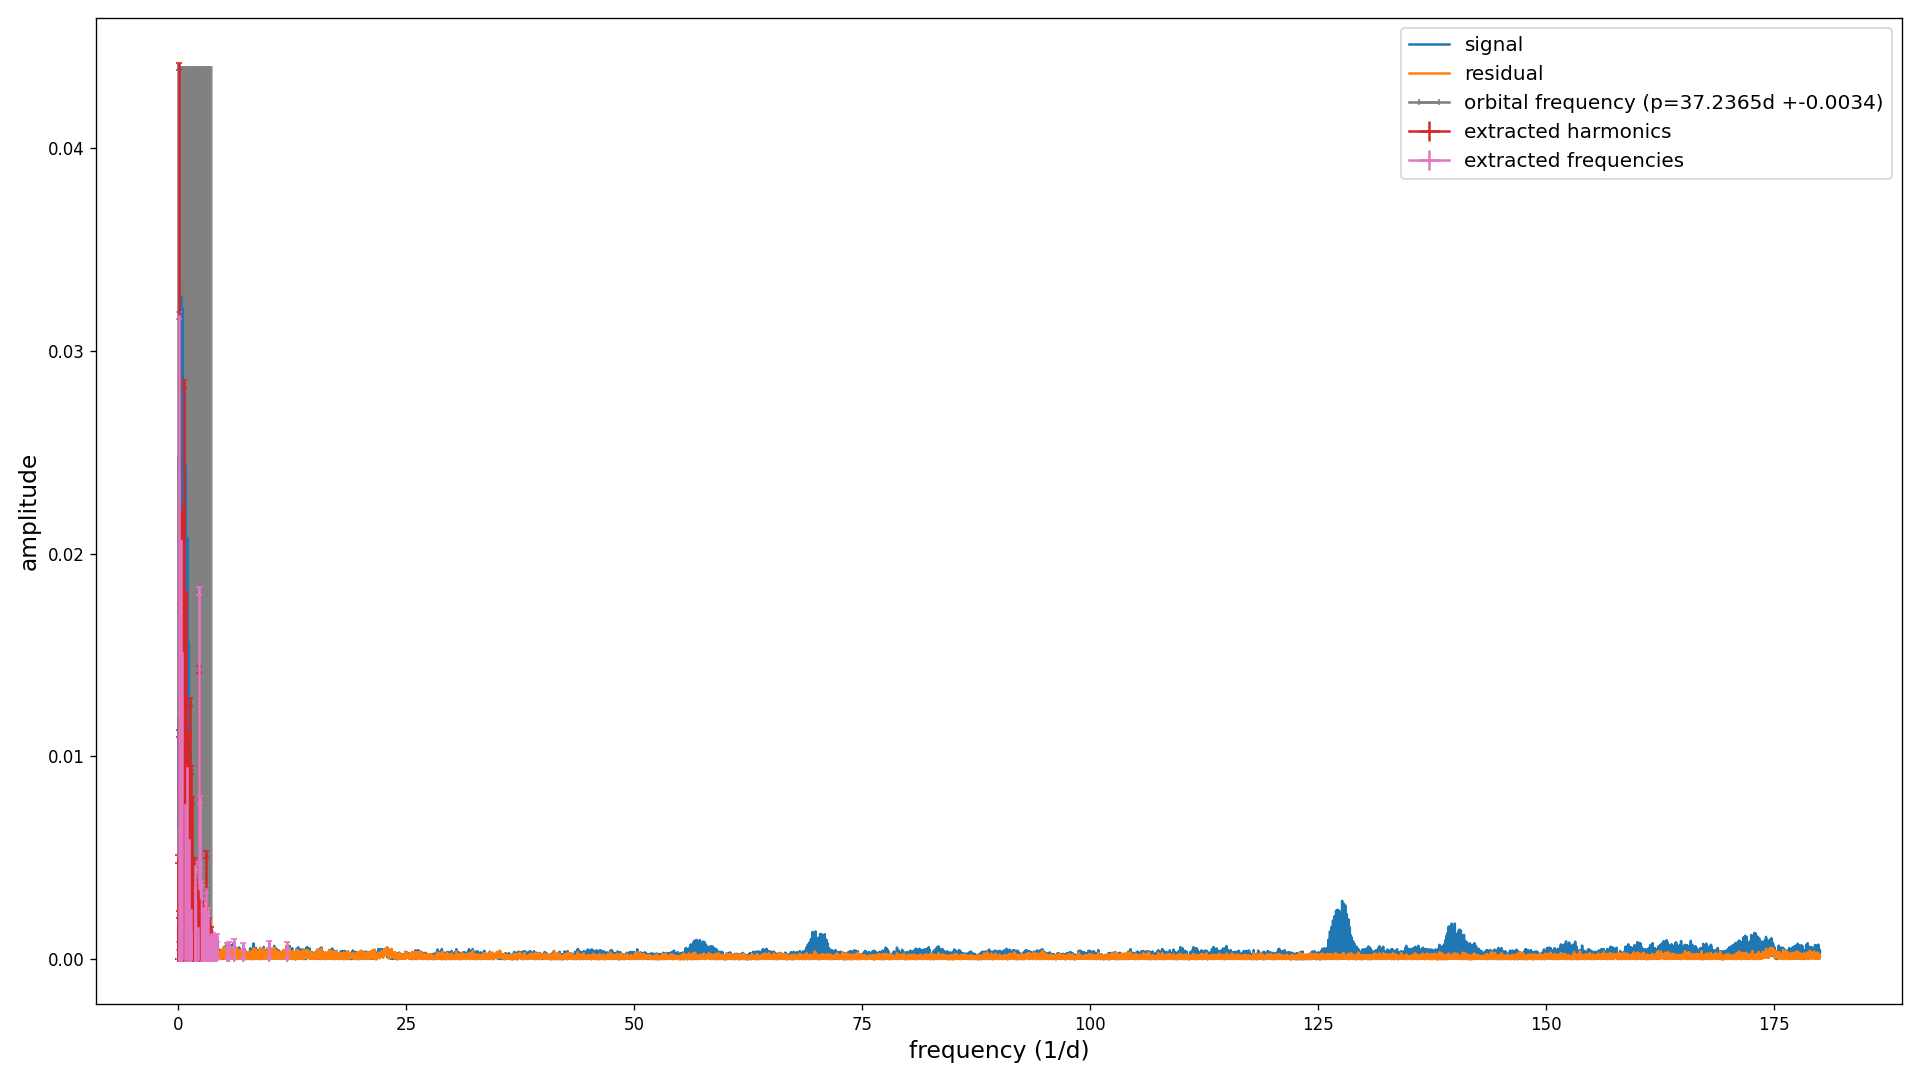 signal
residual
orbital frequency (p=37.2365d +-0.0034)
extracted harmonics
extracted frequencies
0.04
0.03
0.02
0.01
0.00
amplitude
0 25 50 75 100 125 150 175
frequency (1/d)